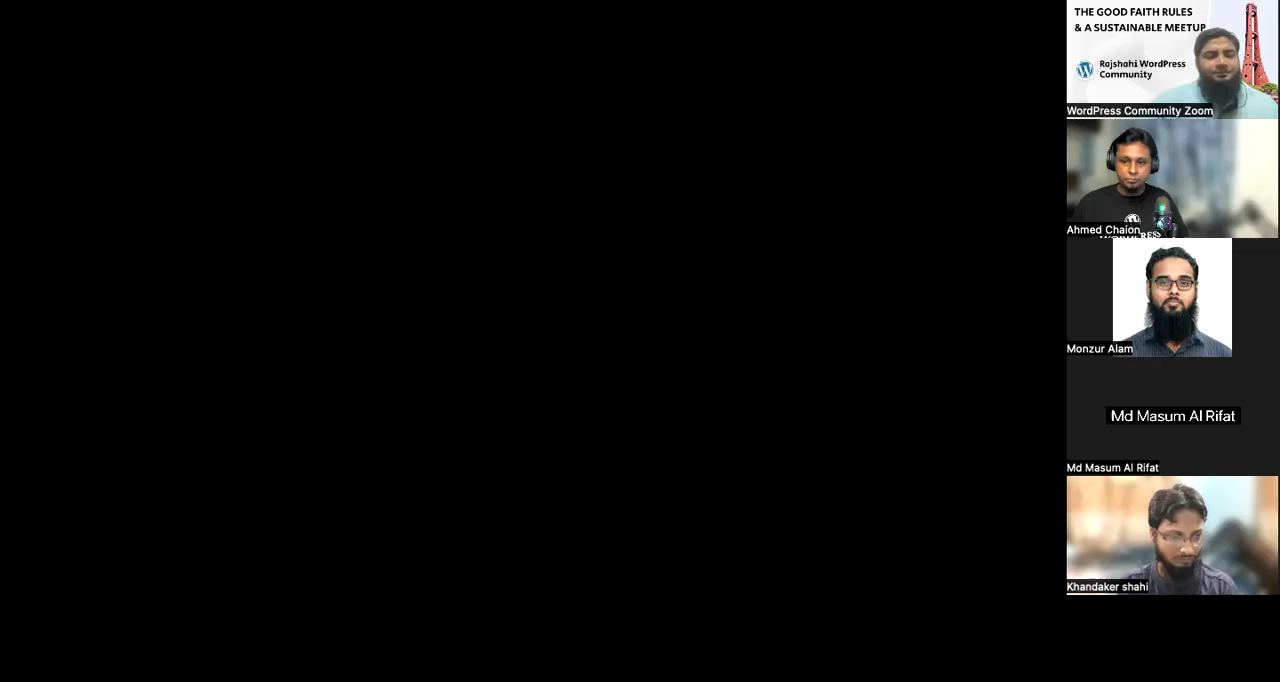 THE GOOD FAITH RULES
& A SUSTAINABLE MEETUP
Rajshahi WordPress
Community
WordPress Community Zoom
Ahmed Chaion
Monzur Alam
Md Masum Al Rifat
Md Masum Al Rifat
Khandaker shahi